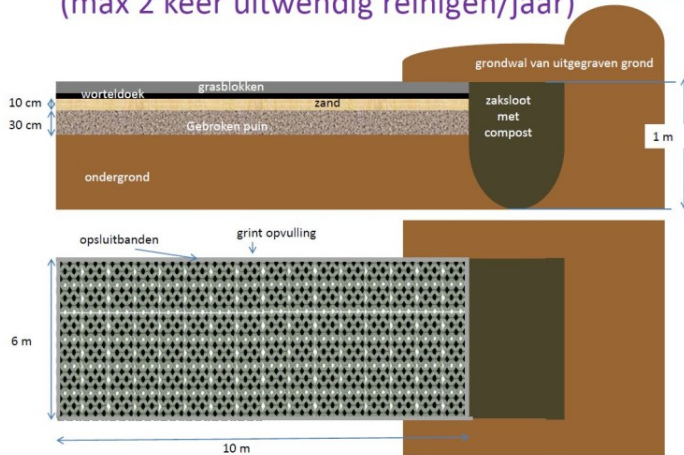 (max 2 keer uitwendig reinigen/jaar)
grondwal van uitgegraven grond
grasblokken
worteldoek
10 cm
zand
zaksloot
met
compost
30 cm
Gebroken puin
1 m
ondergrond
opsluitbanden
grint opvulling
6 m
10 m